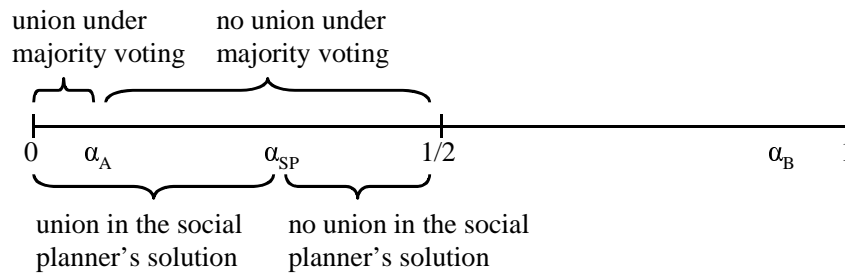 union under no union under
majority voting majority voting
0 α_A α_SP 1/2 α_B
union in the social no union in the social
planner's solution planner's solution